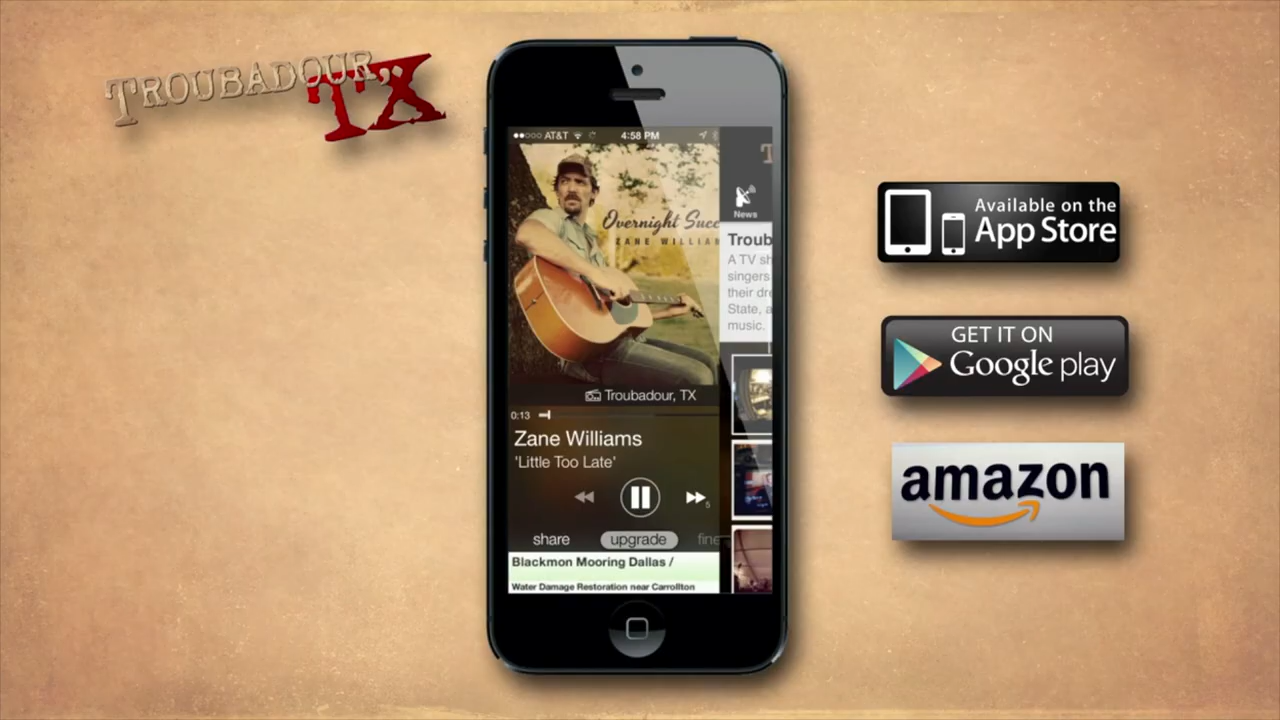 TROUBADOUR, TX
AT&T 4:58 PM
Overnight Succ
ZANE WILLIAM
News
Troub
A TV sh
singers
their dre
State, a
music.
Troubadour, TX
0:13
Zane Williams
'Little Too Late'
5
share upgrade fine
Blackmon Mooring Dallas /
Water Damage Restoration near Carrollton
Available on the
App Store
GET IT ON
Google play
amazon